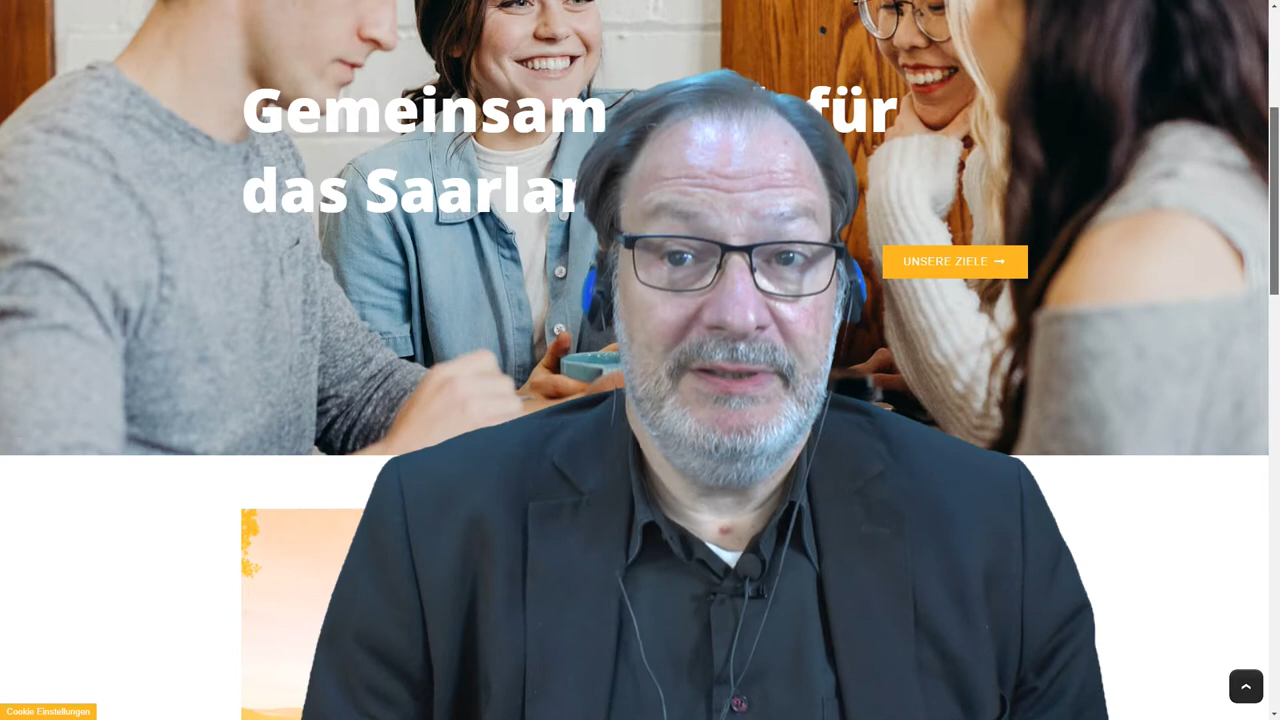 Gemeinsam für
das Saarla
UNSERE ZIELE
Cookie Einstellungen